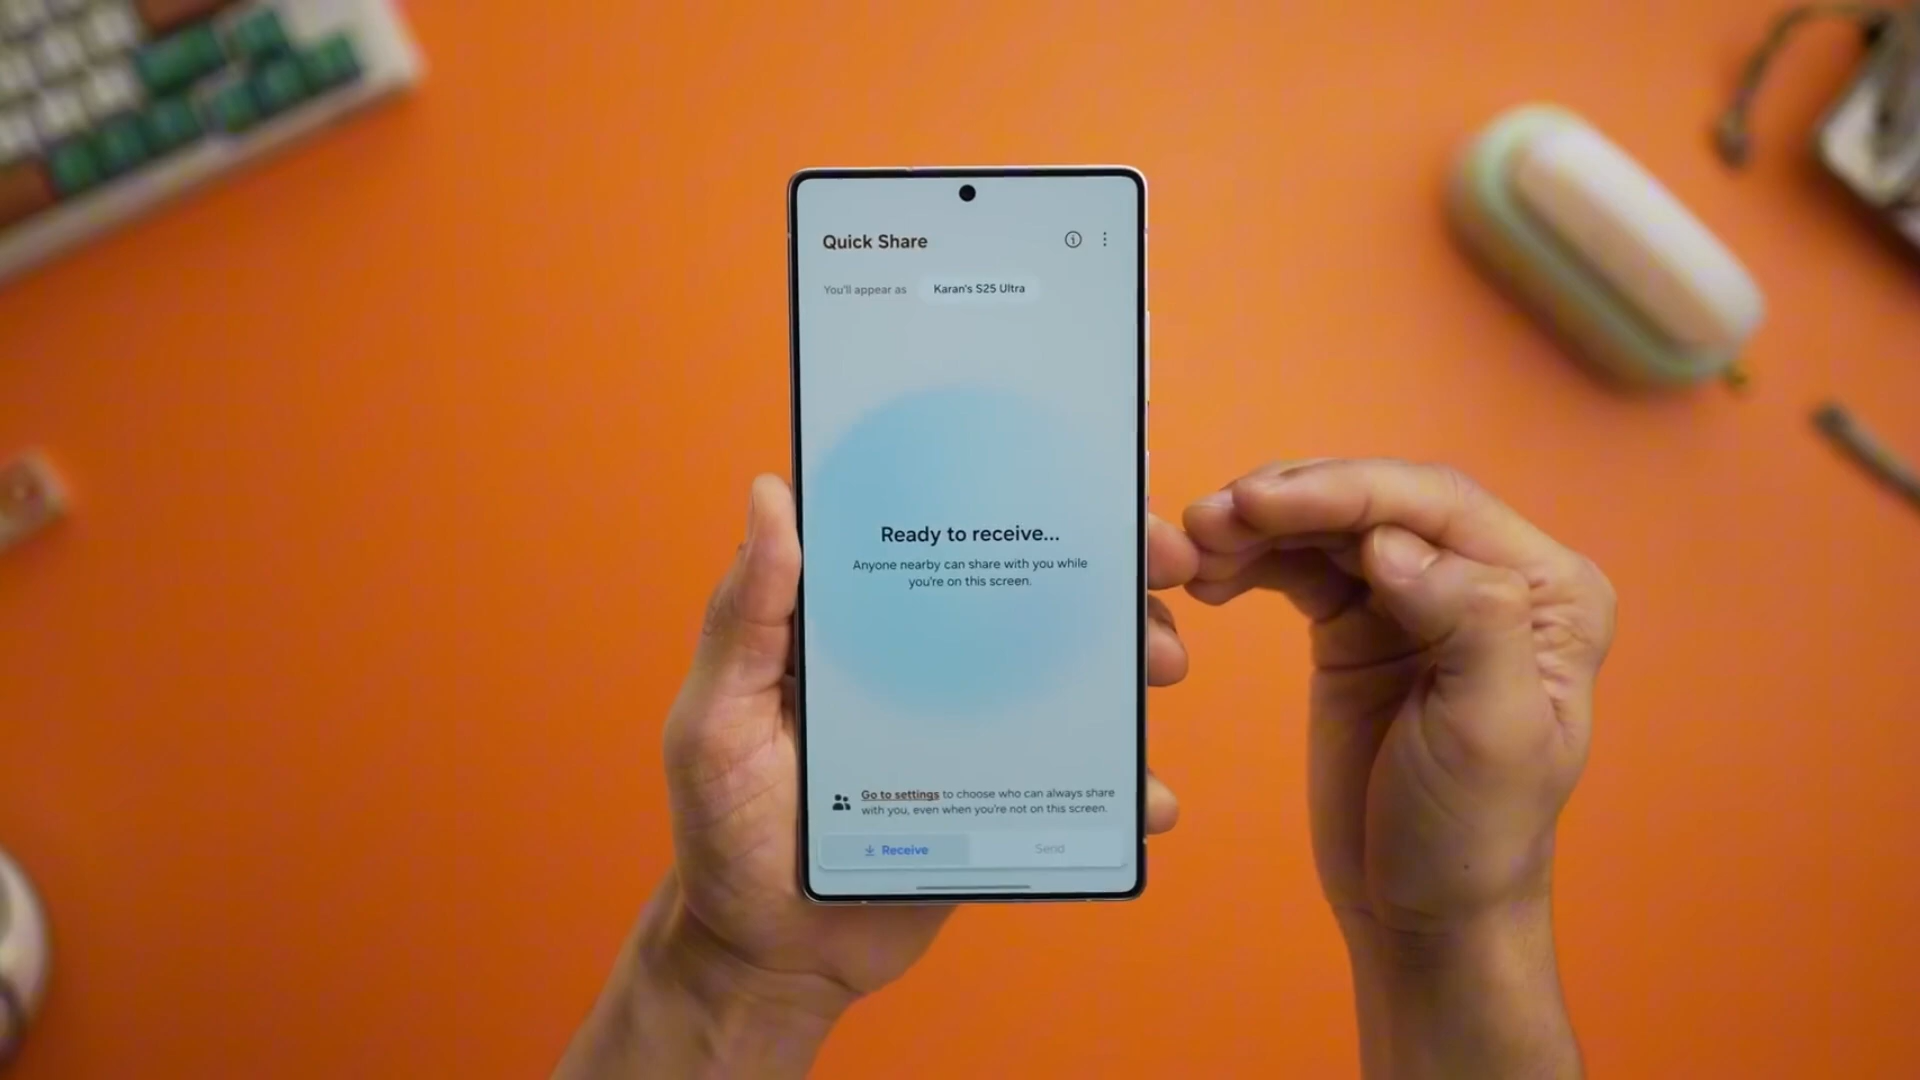 Quick Share
You'll appear as Karan's S25 Ultra
Ready to receive...
Anyone nearby can share with you while
you're on this screen.
Go to settings to choose who can always share
with you, even when you're not on this screen.
Receive Send